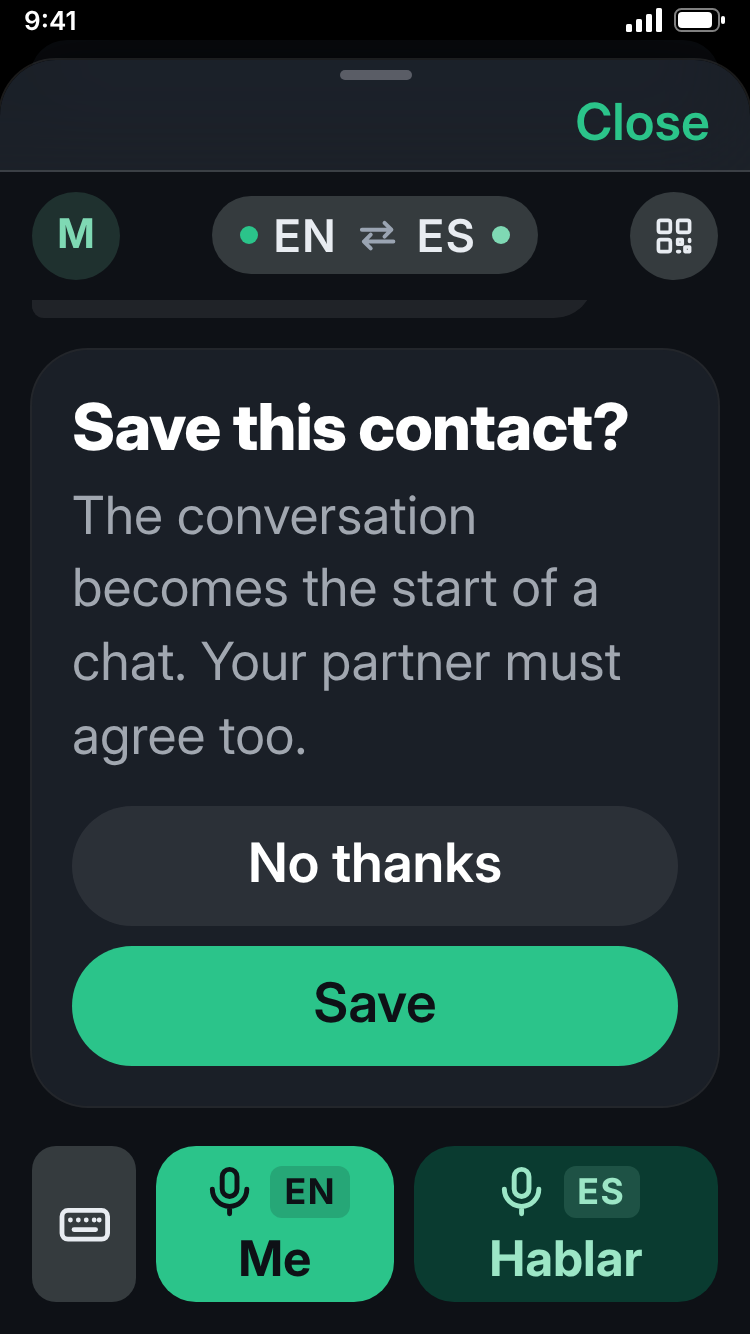 9:41
Close
M
EN ES
Save this contact?
The conversation
becomes the start of a
chat. Your partner must
agree too.
No thanks
Save
EN
Me
ES
Hablar